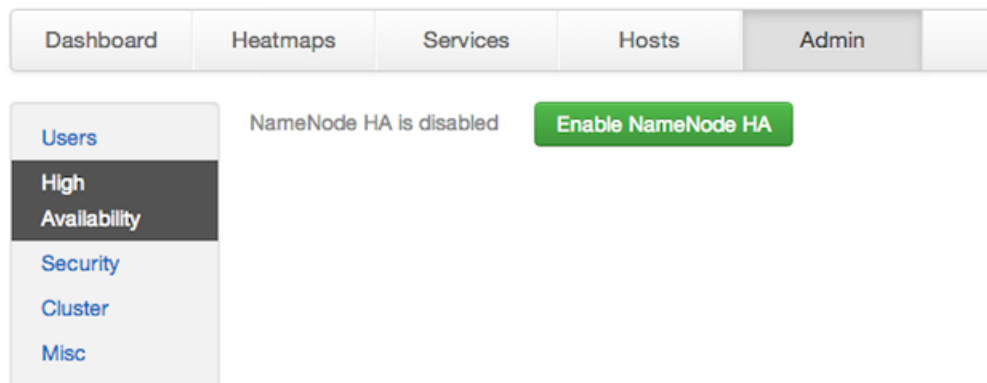 Dashboard Heatmaps Services Hosts Admin
Users
High
Availability
Security
Cluster
Misc
NameNode HA is disabled Enable NameNode HA